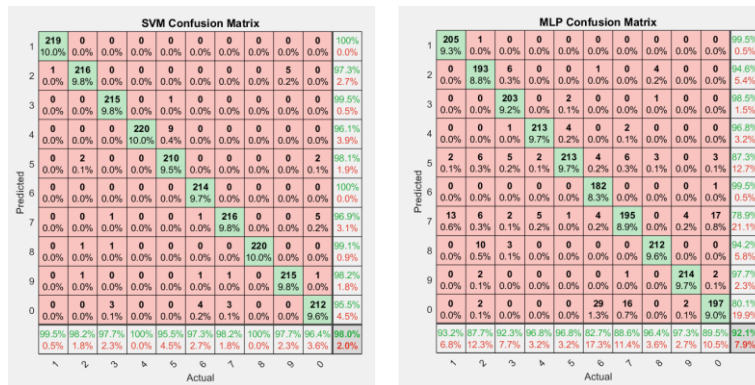 SVM Confusion Matrix
1 219 0 0 0 0 0 0 0 0 0 100%
10.0% 0.0% 0.0% 0.0% 0.0% 0.0% 0.0% 0.0% 0.0% 0.0% 0.0%
2 1 216 0 0 0 0 0 0 5 0 97.3%
0.0% 9.8% 0.0% 0.0% 0.0% 0.0% 0.0% 0.0% 0.2% 0.0% 2.7%
3 0 0 215 0 1 0 0 0 0 0 99.5%
0.0% 0.0% 9.8% 0.0% 0.0% 0.0% 0.0% 0.0% 0.0% 0.0% 0.5%
4 0 0 0 220 9 0 0 0 0 0 96.1%
0.0% 0.0% 0.0% 10.0% 0.4% 0.0% 0.0% 0.0% 0.0% 0.0% 3.9%
5 0 2 0 0 210 0 0 0 0 2 98.1%
0.0% 0.1% 0.0% 0.0% 9.5% 0.0% 0.0% 0.0% 0.0% 0.1% 1.9%
6 0 0 0 0 0 214 0 0 0 0 100%
0.0% 0.0% 0.0% 0.0% 0.0% 9.7% 0.0% 0.0% 0.0% 0.0% 0.0%
7 0 0 1 0 0 1 216 0 0 5 96.9%
0.0% 0.0% 0.0% 0.0% 0.0% 0.0% 9.8% 0.0% 0.0% 0.2% 3.1%
8 0 1 1 0 0 0 0 220 0 0 99.1%
0.0% 0.0% 0.0% 0.0% 0.0% 0.0% 0.0% 10.0% 0.0% 0.0% 0.9%
9 0 1 0 0 0 1 1 0 215 1 98.2%
0.0% 0.0% 0.0% 0.0% 0.0% 0.0% 0.0% 0.0% 9.8% 0.0% 1.8%
0 0 0 3 0 0 4 3 0 0 212 95.5%
0.0% 0.0% 0.1% 0.0% 0.0% 0.2% 0.1% 0.0% 0.0% 9.6% 4.5%
99.5% 98.2% 97.7% 100% 95.5% 97.3% 98.2% 100% 97.7% 96.4% 98.0%
0.5% 1.8% 2.3% 0.0% 4.5% 2.7% 1.8% 0.0% 2.3% 3.6% 2.0%
1 2 3 4 5 6 7 8 9 0
Predicted
Actual
MLP Confusion Matrix
1 205 1 0 0 0 0 0 0 0 0 99.5%
9.3% 0.0% 0.0% 0.0% 0.0% 0.0% 0.0% 0.0% 0.0% 0.0% 0.5%
2 0 193 6 0 0 1 0 4 0 0 94.6%
0.0% 8.8% 0.3% 0.0% 0.0% 0.0% 0.0% 0.2% 0.0% 0.0% 5.4%
3 0 0 203 0 2 0 0 1 0 0 98.5%
0.0% 0.0% 9.2% 0.0% 0.1% 0.0% 0.0% 0.0% 0.0% 0.0% 1.5%
4 0 0 1 213 4 0 2 0 0 0 96.8%
0.0% 0.0% 0.0% 9.7% 0.2% 0.0% 0.1% 0.0% 0.0% 0.0% 3.2%
5 2 6 5 2 213 4 6 3 0 3 87.3%
0.1% 0.3% 0.2% 0.1% 9.7% 0.2% 0.3% 0.1% 0.0% 0.1% 12.7%
6 0 0 0 0 0 182 0 0 0 1 99.5%
0.0% 0.0% 0.0% 0.0% 0.0% 8.3% 0.0% 0.0% 0.0% 0.0% 0.5%
7 13 6 2 5 1 4 195 0 4 17 78.9%
0.6% 0.3% 0.1% 0.2% 0.0% 0.2% 8.9% 0.0% 0.2% 0.8% 21.1%
8 0 10 3 0 0 0 0 212 0 0 94.2%
0.0% 0.5% 0.1% 0.0% 0.0% 0.0% 0.0% 9.6% 0.0% 0.0% 5.8%
9 0 2 0 0 0 0 1 0 214 2 97.7%
0.0% 0.1% 0.0% 0.0% 0.0% 0.0% 0.0% 0.0% 9.7% 0.1% 2.3%
0 0 2 0 0 0 29 16 0 2 197 80.1%
0.0% 0.1% 0.0% 0.0% 0.0% 1.3% 0.7% 0.0% 0.1% 9.0% 19.9%
93.2% 87.7% 92.3% 96.8% 96.8% 82.7% 88.6% 96.4% 97.3% 89.5% 92.1%
6.8% 12.3% 7.7% 3.2% 3.2% 17.3% 11.4% 3.6% 2.7% 10.5% 7.9%
1 2 3 4 5 6 7 8 9 0
Predicted
Actual